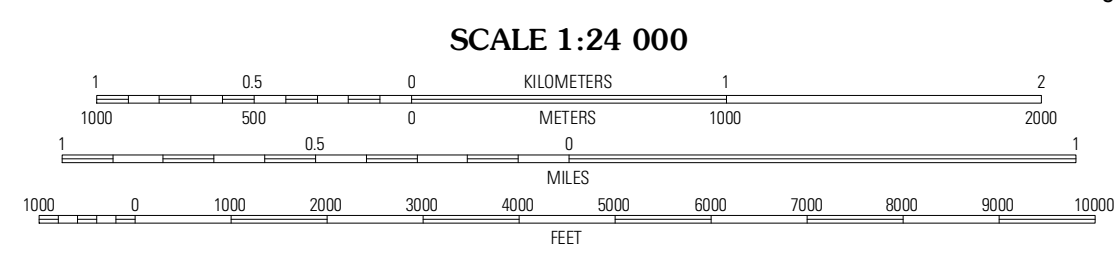 SCALE 1:24 000
1 0.5 0 KILOMETERS 1 2
1000 500 0 METERS 1000 2000
1 0.5 0 1
MILES
1000 0 1000 2000 3000 4000 5000 6000 7000 8000 9000 10000
FEET